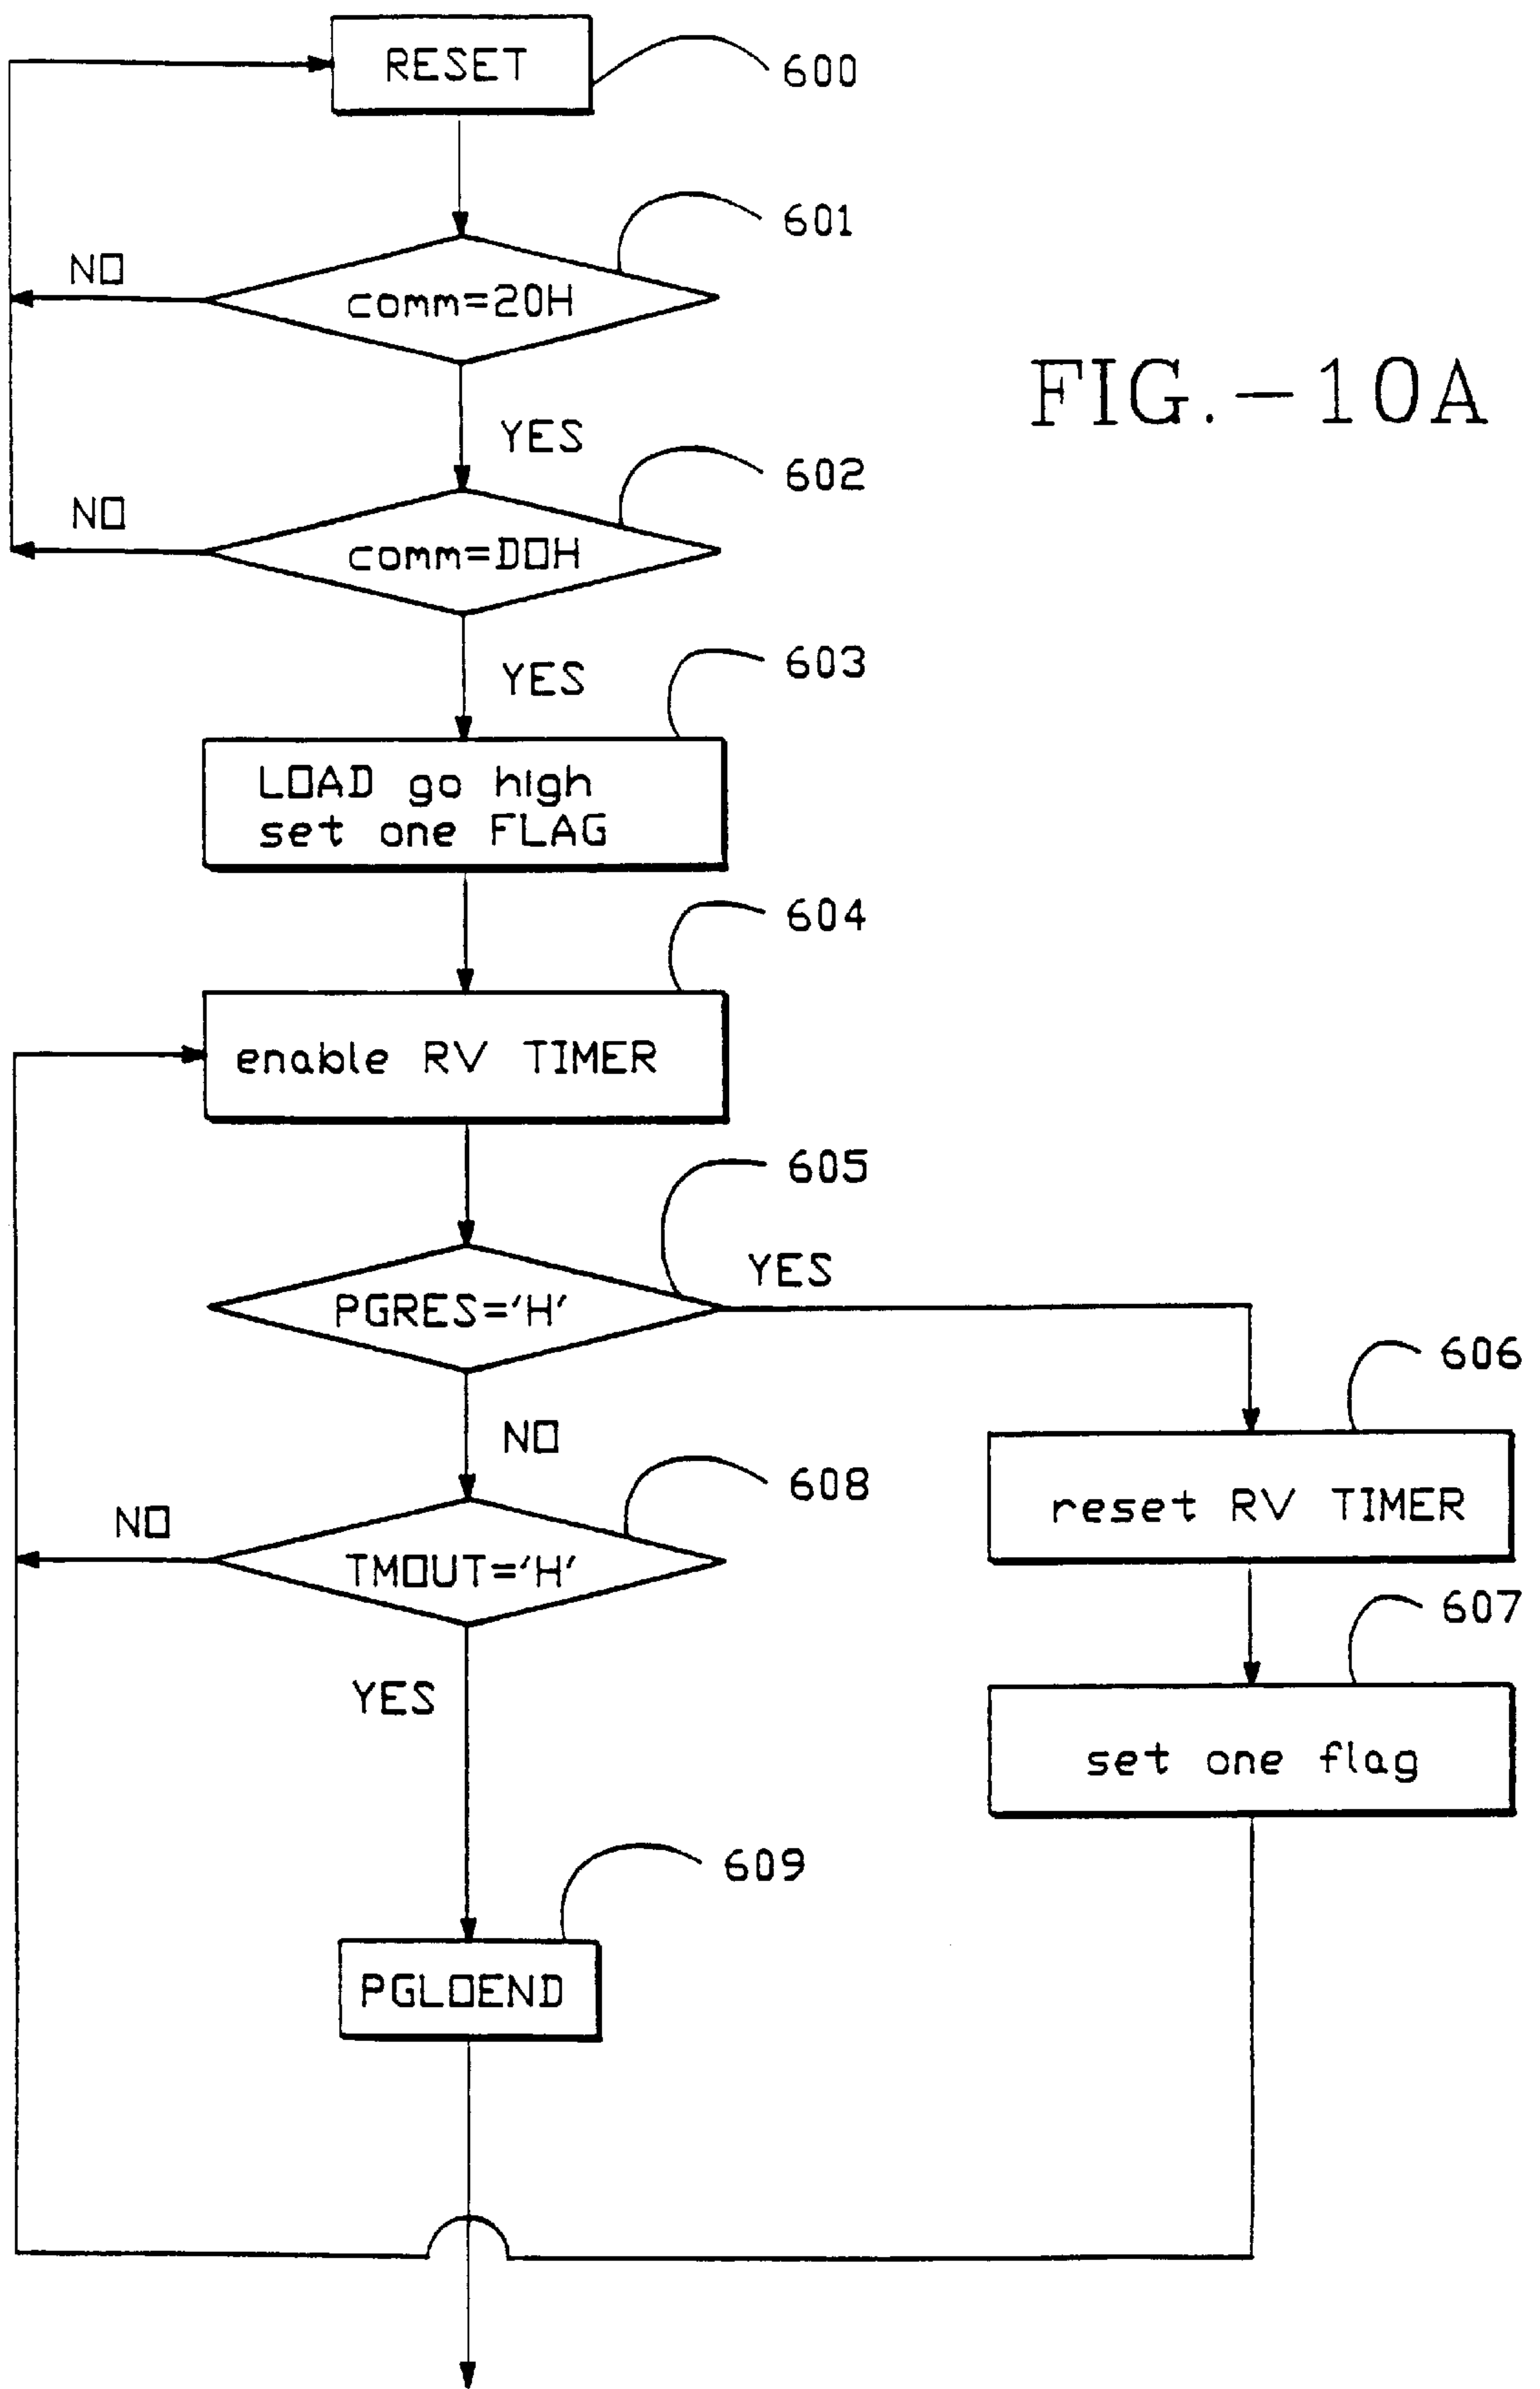 RESET
600
601
NO
comm=20H
FIG.-10A
YES
602
NO
comm=D0H
YES
603
LOAD go high
set one FLAG
604
enable RV TIMER
605
YES
PGRES='H'
606
NO
608
reset RV TIMER
NO
TMOUT='H'
607
YES
set one flag
609
PGLOEND